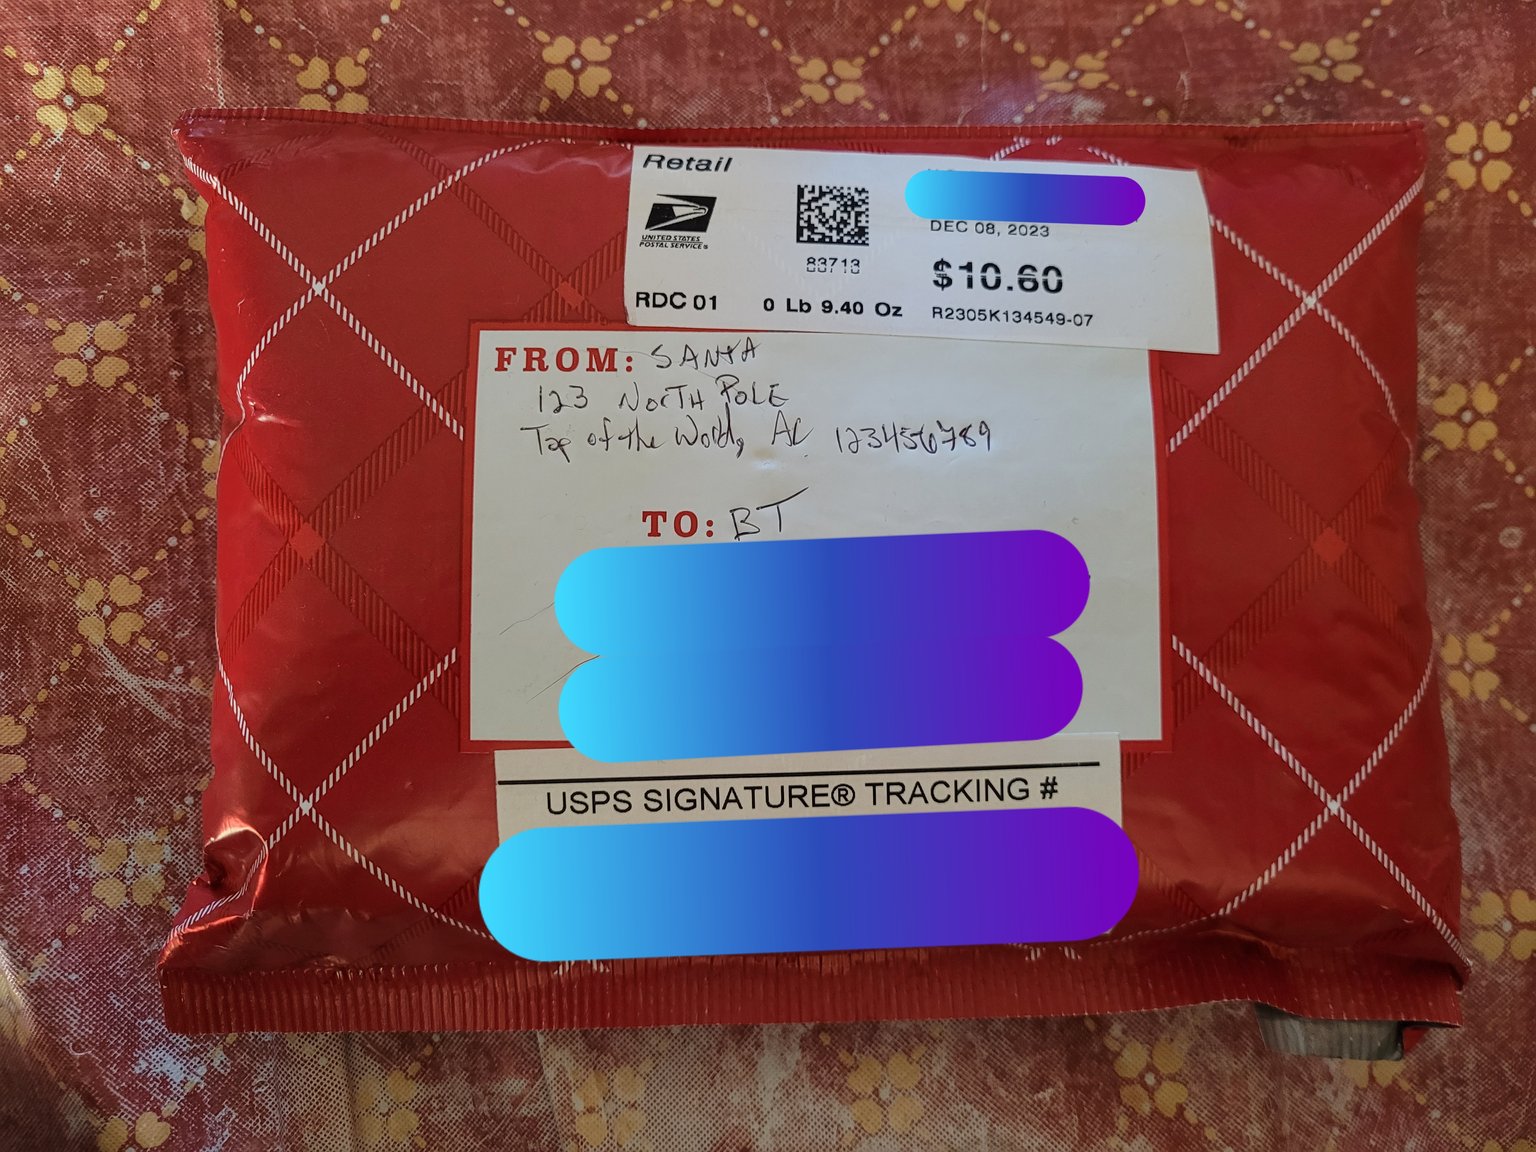 Retail
UNITED STATES
POSTAL SERVICE®
83713
DEC 08, 2023
$10.60
RDC 01
0 Lb 9.40 Oz
R2305K134549-07
FROM: SANTA
123 NORTH POLE
Top of the World, AC 123456789
TO: BT
USPS SIGNATURE® TRACKING #